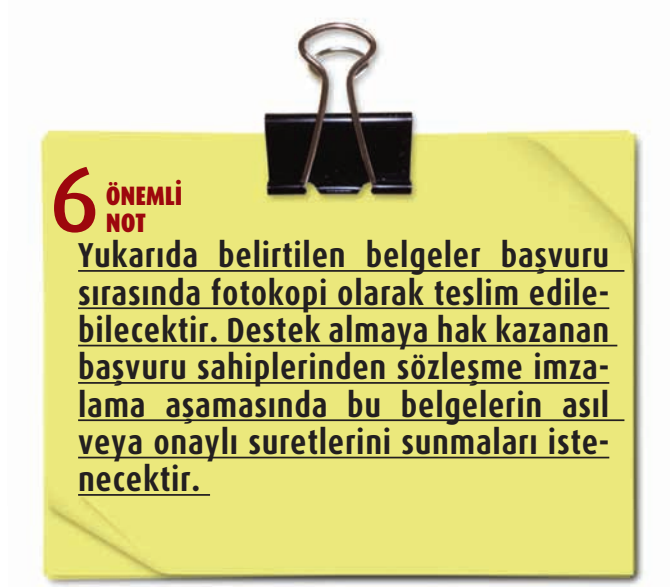 6 ÖNEMLİ
NOT
Yukarıda belirtilen belgeler başvuru
sırasında fotokopi olarak teslim edile-
bilecektir. Destek almaya hak kazanan
başvuru sahiplerinden sözleşme imza-
lama aşamasında bu belgelerin asıl
veya onaylı suretlerini sunmaları iste-
necektir.